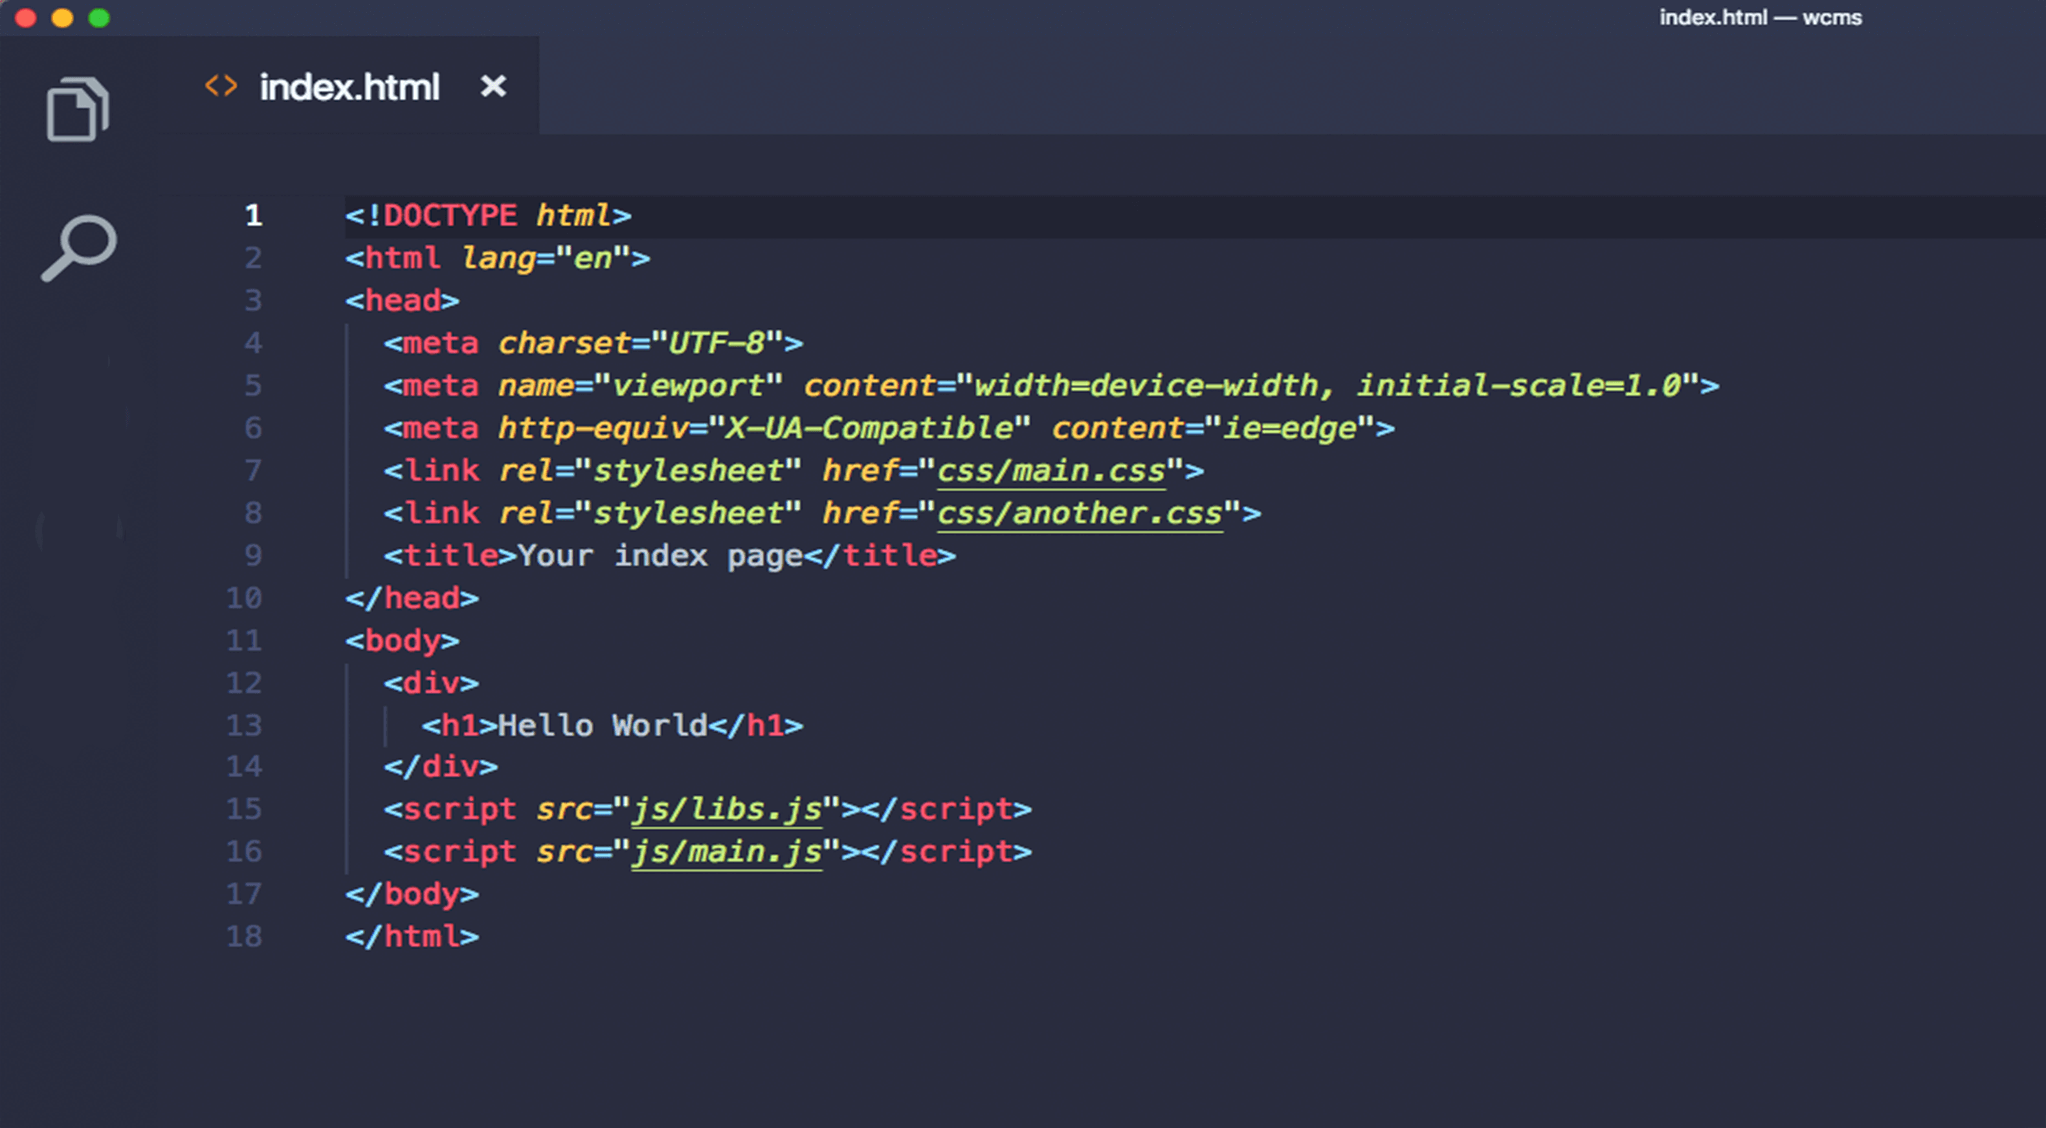 index.html — wcms
<> index.html ×
1 <!DOCTYPE html>
2 <html lang="en">
3 <head>
4 <meta charset="UTF-8">
5 <meta name="viewport" content="width=device-width, initial-scale=1.0">
6 <meta http-equiv="X-UA-Compatible" content="ie=edge">
7 <link rel="stylesheet" href="css/main.css">
8 <link rel="stylesheet" href="css/another.css">
9 <title>Your index page</title>
10 </head>
11 <body>
12 <div>
13 <h1>Hello World</h1>
14 </div>
15 <script src="js/libs.js"></script>
16 <script src="js/main.js"></script>
17 </body>
18 </html>